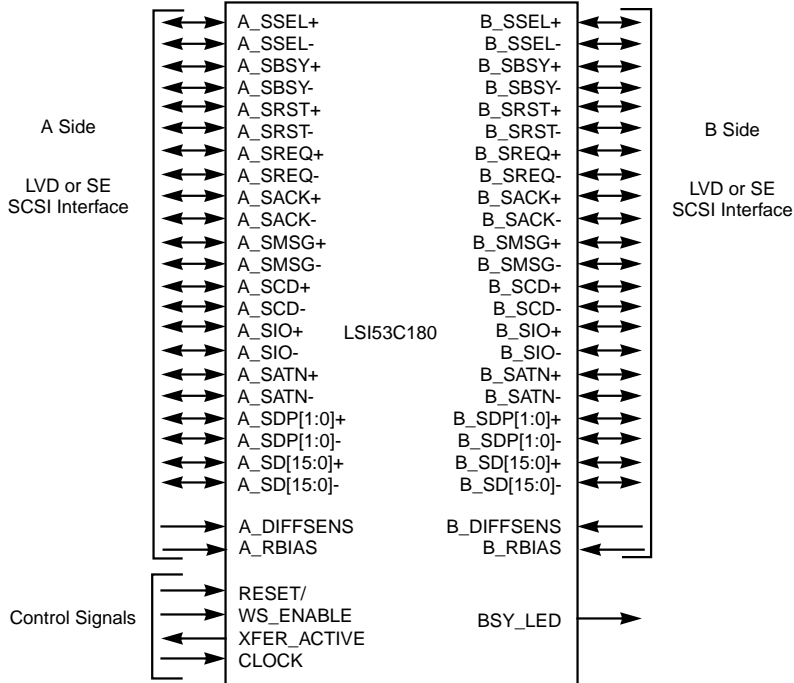 A_SSEL+
A_SSEL-
A_SBSY+
A_SBSY-
A_SRST+
A_SRST-
A_SREQ+
A_SREQ-
A_SACK+
A_SACK-
A_SMSG+
A_SMSG-
A_SCD+
A_SCD-
A_SIO+
A_SIO-
A_SATN+
A_SATN-
A_SDP[1:0]+
A_SDP[1:0]-
A_SD[15:0]+
A_SD[15:0]-
A_DIFFSENS
A_RBIAS
A Side
LVD or SE
SCSI Interface
LSI53C180
B_SSEL+
B_SSEL-
B_SBSY+
B_SBSY-
B_SRST+
B_SRST-
B_SREQ+
B_SREQ-
B_SACK+
B_SACK-
B_SMSG+
B_SMSG-
B_SCD+
B_SCD-
B_SIO+
B_SIO-
B_SATN+
B_SATN-
B_SDP[1:0]+
B_SDP[1:0]-
B_SD[15:0]+
B_SD[15:0]-
B_DIFFSENS
B_RBIAS
B Side
LVD or SE
SCSI Interface
Control Signals
RESET/
WS_ENABLE
XFER_ACTIVE
CLOCK
BSY_LED